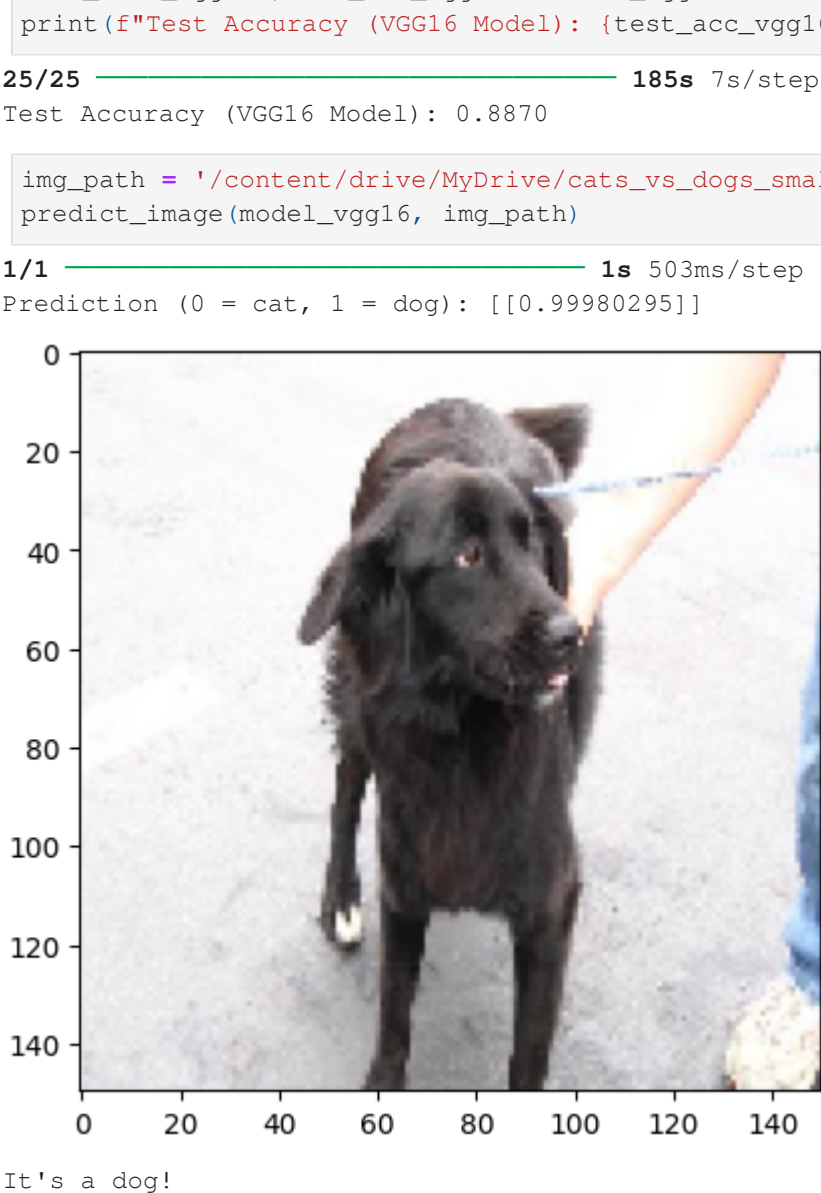 print(f"Test Accuracy (VGG16 Model): {test_acc_vgg16
25/25 185s 7s/step
Test Accuracy (VGG16 Model): 0.8870
img_path = '/content/drive/MyDrive/cats_vs_dogs_smal
predict_image(model_vgg16, img_path)
1/1 1s 503ms/step
Prediction (0 = cat, 1 = dog): [[0.99980295]]
0
20
40
60
80
100
120
140
0 20 40 60 80 100 120 140
It's a dog!